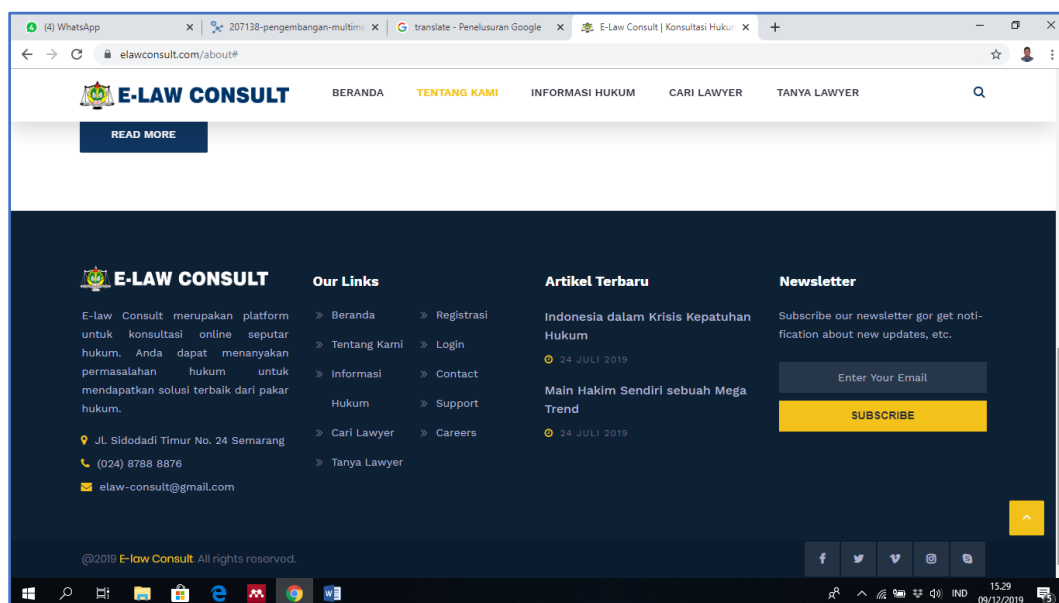 (4) WhatsApp
207138-pengembangan-multime
translate - Penelusuran Google
E-Law Consult | Konsultasi Hukum
elawconsult.com/about#
E-LAW CONSULT
BERANDA
TENTANG KAMI
INFORMASI HUKUM
CARI LAWYER
TANYA LAWYER
READ MORE
E-LAW CONSULT
E-law Consult merupakan platform
untuk konsultasi online seputar
hukum. Anda dapat menanyakan
permasalahan hukum untuk
mendapatkan solusi terbaik dari pakar
hukum.
Jl. Sidodadi Timur No. 24 Semarang
(024) 8788 8876
elaw-consult@gmail.com
Our Links
Beranda
Tentang Kami
Informasi
Hukum
Cari Lawyer
Tanya Lawyer
Registrasi
Login
Contact
Support
Careers
Artikel Terbaru
Indonesia dalam Krisis Kepatuhan
Hukum
24 JULI 2019
Main Hakim Sendiri sebuah Mega
Trend
24 JULI 2019
Newsletter
Subscribe our newsletter gor get noti-
fication about new updates, etc.
Enter Your Email
SUBSCRIBE
@2019 E-law Consult. All rights reserved.
IND
15.29
09/12/2019